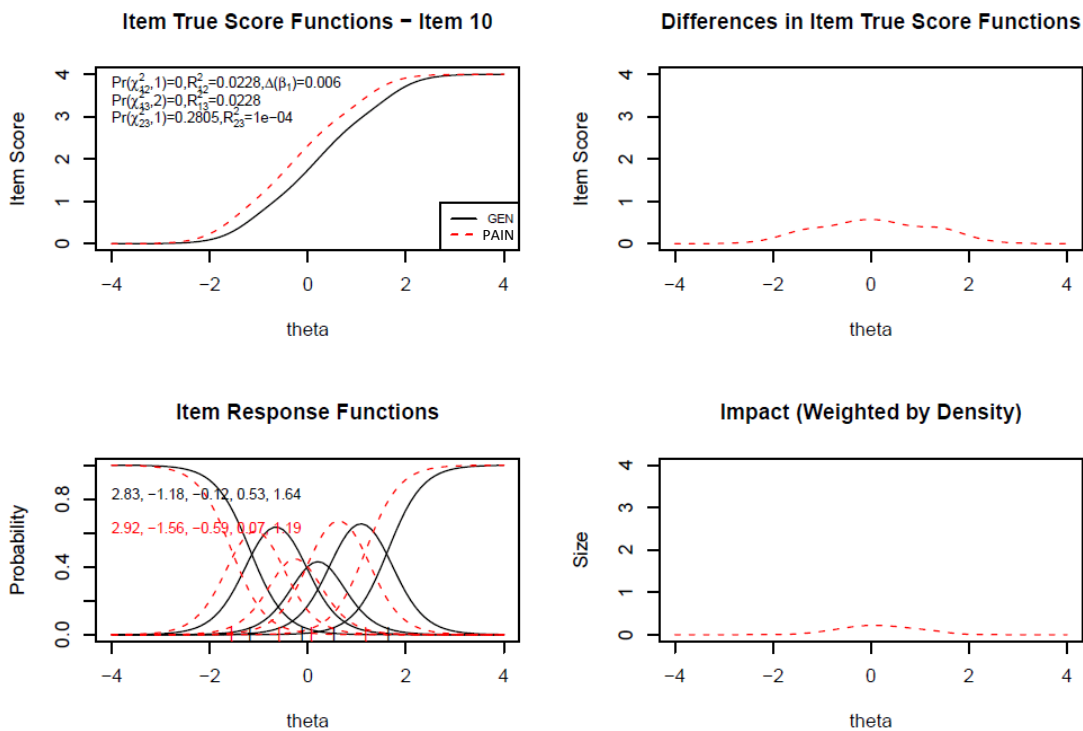 Item True Score Functions − Item 10
Item Score
4
3
2
1
0
Pr(χ²₁₂,1)=0,R²₁₂=0.0228,Δ(β₁)=0.006
Pr(χ²₁₃,2)=0,R²₁₃=0.0228
Pr(χ²₂₃,1)=0.2805,R²₂₃=1e−04
GEN
PAIN
−4 −2 0 2 4
theta
Differences in Item True Score Functions
Item Score
4
3
2
1
0
−4 −2 0 2 4
theta
Item Response Functions
Probability
0.8
0.4
0.0
2.83, −1.18, −0.12, 0.53, 1.64
2.92, −1.56, −0.59, 0.07, 1.19
−4 −2 0 2 4
theta
Impact (Weighted by Density)
Size
4
3
2
1
0
−4 −2 0 2 4
theta